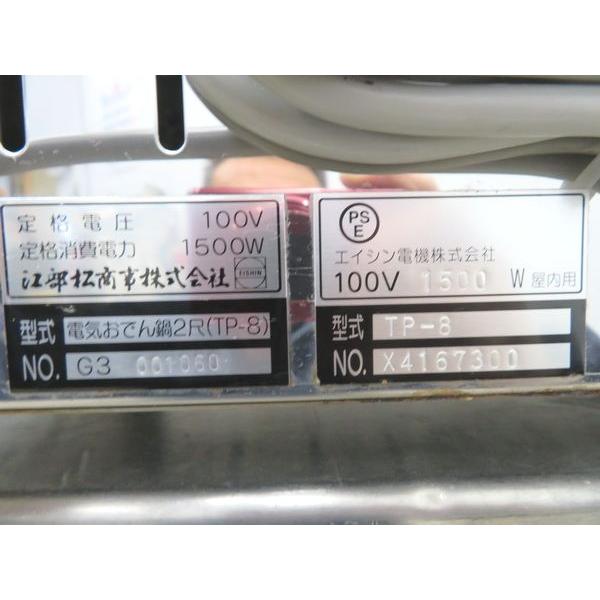 定格電圧 100V
定格消費電力 1500W
江部松商事株式会社 EISHIN
型式 電気おでん鍋2尺(TP-8)
NO. G3 001060
PS
E
エイシン電機株式会社
100V 1500 W 屋内用
型式 TP-8
NO. X4167300